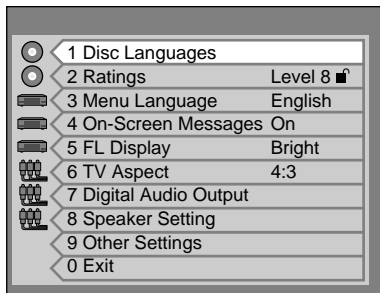 1 Disc Languages
2 Ratings Level 8
3 Menu Language English
4 On-Screen Messages On
5 FL Display Bright
6 TV Aspect 4:3
7 Digital Audio Output
8 Speaker Setting
9 Other Settings
0 Exit